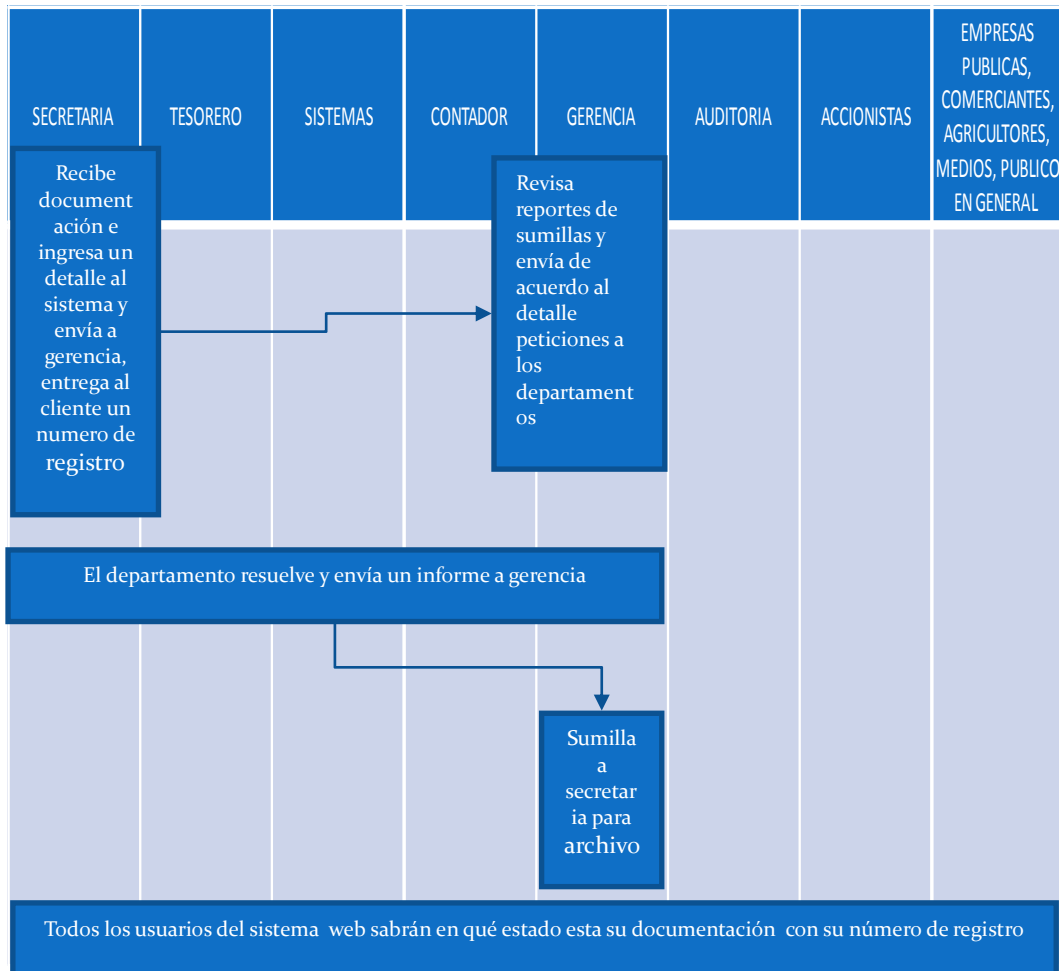 SECRETARIA
TESORERO
SISTEMAS
CONTADOR
GERENCIA
AUDITORIA
ACCIONISTAS
EMPRESAS
PUBLICAS,
COMERCIANTES,
AGRICULTORES,
MEDIOS, PUBLICO
EN GENERAL
Recibe
document
ación e
ingresa un
detalle al
sistema y
envía a
gerencia,
entrega al
cliente un
numero de
registro
Revisa
reportes de
sumillas y
envía de
acuerdo al
detalle
peticiones a
los
departament
os
El departamento resuelve y envía un informe a gerencia
Sumilla
a
secretar
ia para
archivo
Todos los usuarios del sistema web sabrán en qué estado esta su documentación con su número de registro